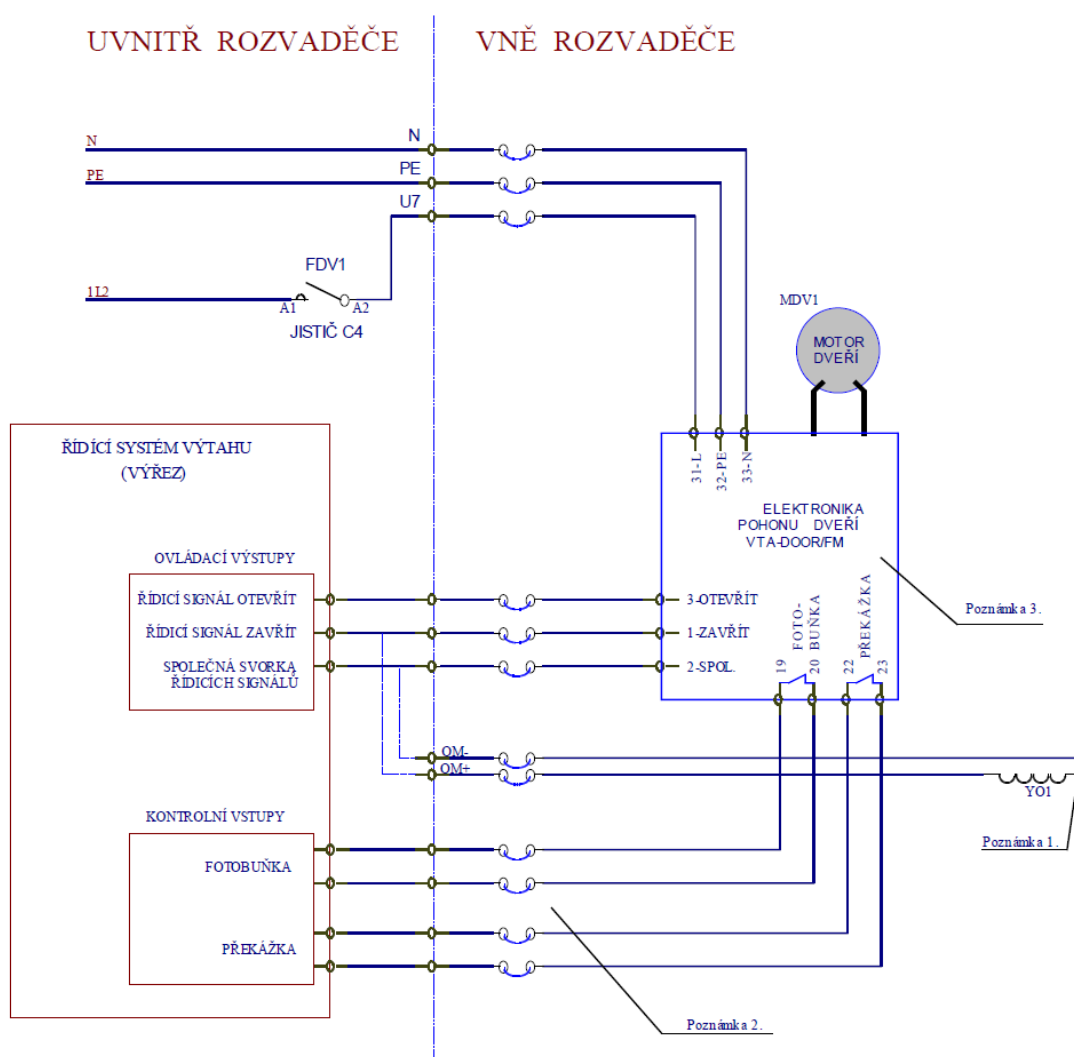 UVNITŘ ROZVADĚČE
VNĚ ROZVADĚČE
N
N
PE
PE
U7
FDV1
1L2
A1
A2
JISTIČ C4
MDV1
MOTOR
DVEŘÍ
ŘÍDÍCÍ SYSTÉM VÝTAHU
(VÝŘEZ)
31-L
32-PE
33-N
ELEKTRONIKA
POHONU DVEŘÍ
VTA-DOOR/FM
OVLÁDACÍ VÝSTUPY
ŘÍDICÍ SIGNÁL OTEVŘÍT
3-OTEVŘÍT
ŘÍDICÍ SIGNÁL ZAVŘÍT
1-ZAVŘÍT
SPOLEČNÁ SVORKA
ŘÍDICÍCH SIGNÁLŮ
2-SPOL.
FOTO-
BUŇKA
PŘEKÁŽKA
19
20
22
23
Poznámka 3.
OM-
OM+
YO1
Poznámka 1.
KONTROLNÍ VSTUPY
FOTOBUŇKA
PŘEKÁŽKA
Poznámka 2.